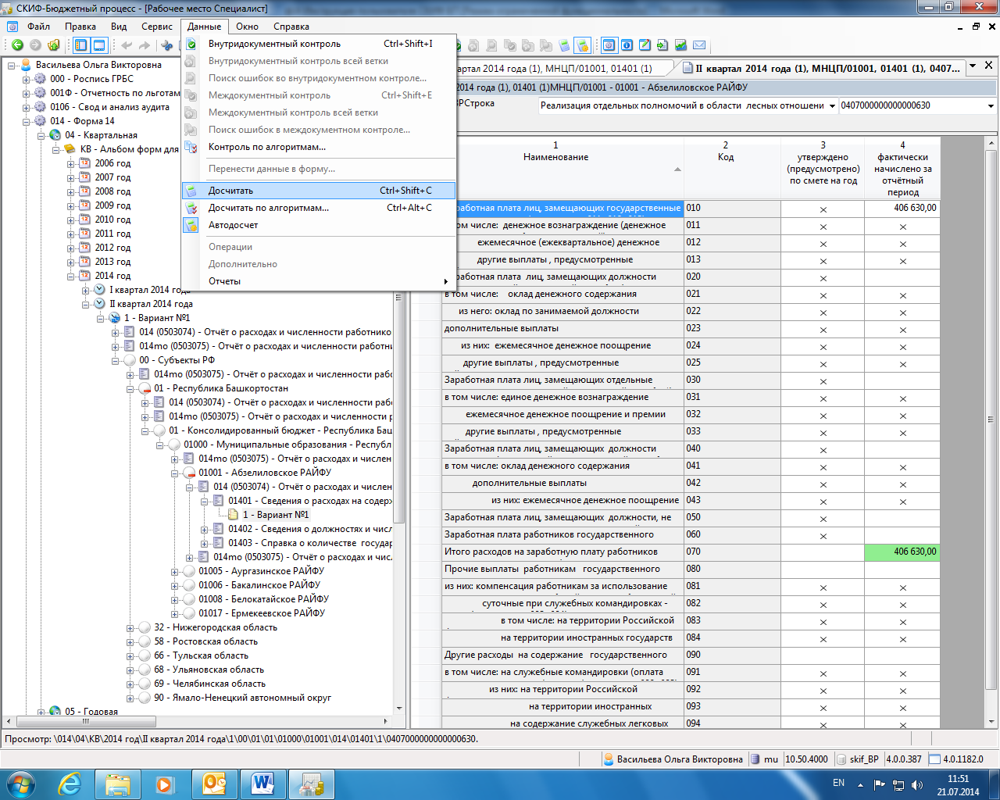 СКИФ-Бюджетный процесс - [Рабочее место Специалист]
Файл Правка Вид Сервис Данные Окно Справка
Внутридокументный контроль Ctrl+Shift+I
Внутридокументный контроль всей ветки
Поиск ошибок во внутридокументном контроле...
Междокументный контроль Ctrl+Shift+E
Междокументный контроль всей ветки
Поиск ошибок в междокументном контроле...
Контроль по алгоритмам...
Перенести данные в форму...
Досчитать Ctrl+Shift+C
Досчитать по алгоритмам... Ctrl+Alt+C
Автодосчет
Операции
Дополнительно
Отчеты
Васильева Ольга Викторовна
000 - Роспись ГРБС
001Ф - Отчетность по льготам
0106 - Свод и анализ аудита
014 - Форма 14
04 - Квартальная
КВ - Альбом форм для
2006 год
2007 год
2008 год
2009 год
2010 год
2011 год
2012 год
2013 год
2014 год
I квартал 2014 года
II квартал 2014 года
1 - Вариант №1
014 (0503074) - Отчёт о расходах и численности работнико
014mo (0503075) - Отчёт о расходах и численности работн
00 - Субъекты РФ
014mo (0503075) - Отчёт о расходах и численности рабо
01 - Республика Башкортостан
014 (0503074) - Отчёт о расходах и численности рабо
014mo (0503075) - Отчёт о расходах и численности р
01 - Консолидированный бюджет - Республика Баш
01000 - Муниципальные образования - Республ
014mo (0503075) - Отчёт о расходах и числен
01001 - Абзелиловское РАЙФУ
014 (0503074) - Отчёт о расходах и числен
01401 - Сведения о расходах на содерж
1 - Вариант №1
01402 - Сведения о должностях и числ
01403 - Справка о количестве государ
014mo (0503075) - Отчёт о расходах и чис
01005 - Аургазинское РАЙФУ
01006 - Бакалинское РАЙФУ
01008 - Белокатайское РАЙФУ
01017 - Ермекеевское РАЙФУ
32 - Нижегородская область
58 - Ростовская область
66 - Тульская область
68 - Ульяновская область
69 - Челябинская область
90 - Ямало-Ненецкий автономный округ
05 - Годовая
артал 2014 года (1), МНЦП/01001, 01401 (1)
II квартал 2014 года (1), МНЦП/01001, 01401 (1), 0407...
2014 года (1), 01401 (1)МНЦП/01001 - 01001 - Абзелиловское РАЙФУ
РСтрока Реализация отдельных полномочий в области лесных отношени 0407000000000000630
1 2 3 4
Наименование Код утверждено (предусмотрено) по смете на год фактически начислено за отчётный период
работная плата лиц, замещающих государственные 010 × 406 630,00
ом числе: денежное вознаграждение (денежное 011 × ×
ежемесячное (ежеквартальное) денежное 012 × ×
другие выплаты , предусмотренные 013 × ×
работная плата лиц, замещающих должности 020 ×
в том числе: оклад денежного содержания 021 × ×
из него: оклад по занимаемой должности 022 × ×
дополнительные выплаты 023 × ×
из них: ежемесячное денежное поощрение 024 × ×
другие выплаты , предусмотренные 025 × ×
Заработная плата лиц, замещающих отдельные 030 ×
в том числе: единое денежное вознаграждение 031 × ×
ежемесячное денежное поощрение и премии 032 × ×
другие выплаты , предусмотренные 033 × ×
Заработная плата лиц, замещающих должности 040 ×
в том числе: оклад денежного содержания 041 × ×
дополнительные выплаты 042 × ×
из них: ежемесячное денежное поощрение 043 × ×
Заработная плата лиц, замещающих должности, не 050 ×
Заработная плата работников государственного 060 ×
Итого расходов на заработную плату работников 070 406 630,00
Прочие выплаты работникам государственного 080
из них: компенсация работникам за использование 081 × ×
суточные при служебных командировках - 082 × ×
в том числе: на территории Российской 083 × ×
на территории иностранных государств 084 × ×
Другие расходы на содержание государственного 090
в том числе: на служебные командировки (оплата 091 × ×
из них: на территории Российской 092 × ×
на территории иностранных 093 × ×
на содержание служебных легковых 094 × ×
Просмотр: \014\04\КВ\2014 год\II квартал 2014 года\1\00\01\01\01000\01001\014\01401\1\0407000000000000630.
Васильева Ольга Викторовна mu 10.50.4000 skif_BP 4.0.0.387 4.0.1182.0
EN 11:51
21.07.2014